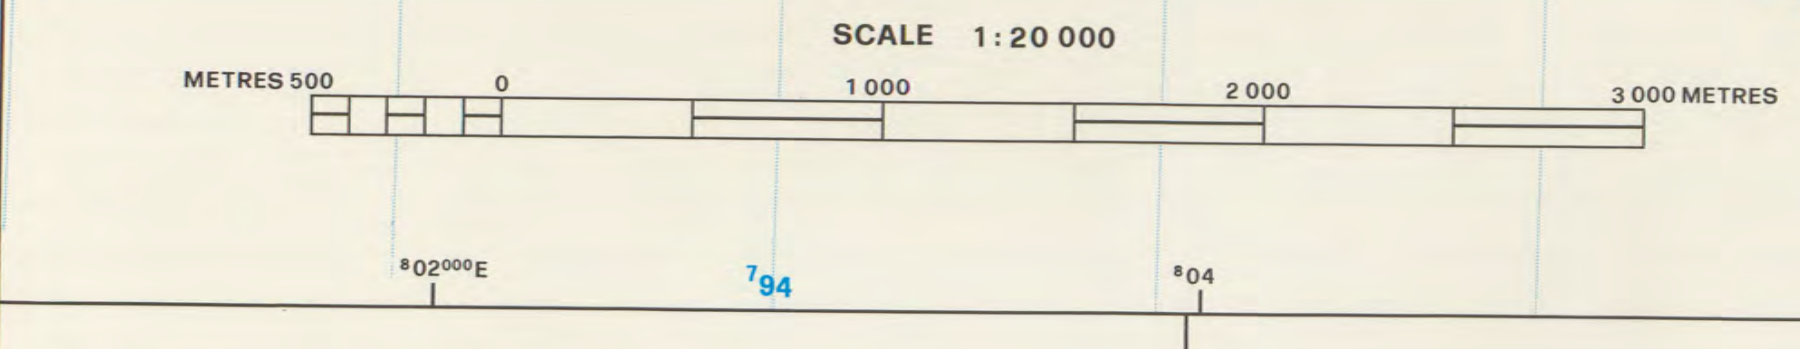 SCALE 1:20 000
METRES 500 0 1 000 2 000 3 000 METRES
⁸02⁰⁰⁰E ⁷94 ⁸04